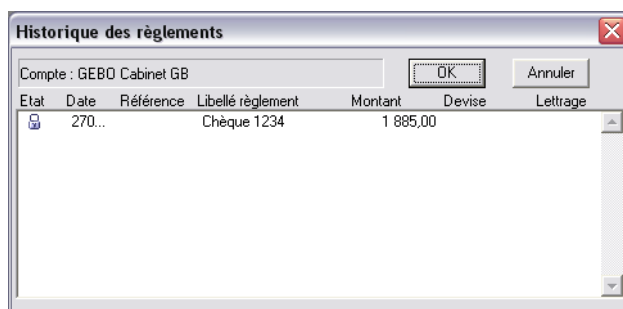 Historique des règlements
Compte : GEBO Cabinet GB OK Annuler
Etat Date Référence Libellé règlement Montant Devise Lettrage
270... Chèque 1234 1 885,00